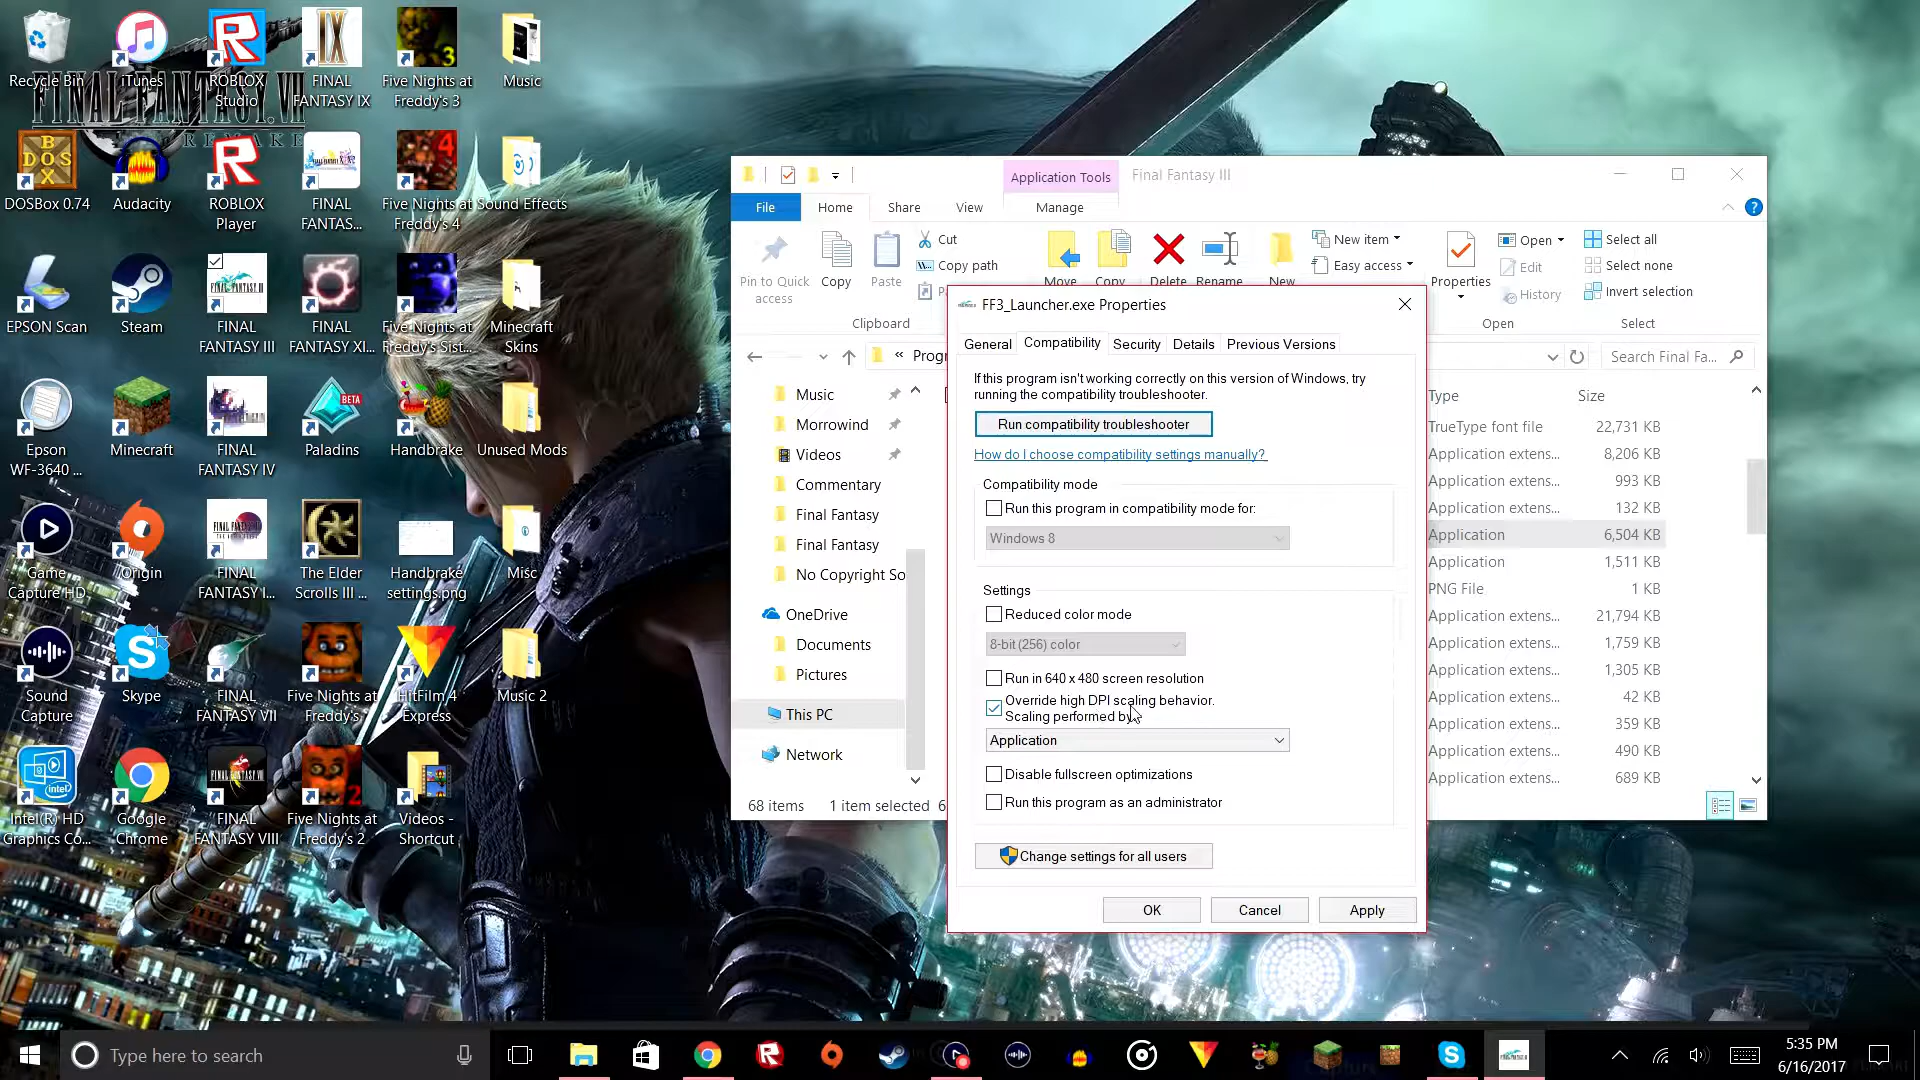 Recycle Bin
iTunes
ROBLOX
Studio
FINAL
FANTASY IX
Five Nights at
Freddy's 3
Music
FINAL FANTASY VII
REMAKE
DOSBox 0.74
Audacity
ROBLOX
Player
FINAL
FANTAS...
Five Nights at
Freddy's 4
Sound Effects
EPSON Scan
Steam
FINAL
FANTASY III
FINAL
FANTASY XI...
Five Nights at
Freddy's Sist...
Minecraft
Skins
Epson
WF-3640 ...
Minecraft
FINAL
FANTASY IV
BETA
Paladins
Handbrake
Unused Mods
Game
Capture HD
Origin
FINAL
FANTASY I...
The Elder
Scrolls III ...
Handbrake
settings.png
Misc
Sound
Capture
Skype
FINAL
FANTASY VII
Five Nights at
Freddy's
HitFilm 4
Express
Music 2
Intel(R) HD
Graphics Co...
Google
Chrome
FINAL
FANTASY VIII
Five Nights at
Freddy's 2
Videos -
Shortcut
Application Tools
Final Fantasy III
File
Home
Share
View
Manage
Pin to Quick
access
Copy
Paste
Cut
Copy path
Clipboard
Move
Copy
Delete
Rename
New
New item
Easy access
Properties
Open
Edit
History
Open
Select all
Select none
Invert selection
Select
« Progr
Search Final Fa...
Music
Morrowind
Videos
Commentary
Final Fantasy
Final Fantasy
No Copyright So
OneDrive
Documents
Pictures
This PC
Network
68 items 1 item selected 6
Type Size
TrueType font file 22,731 KB
Application extens... 8,206 KB
Application extens... 993 KB
Application extens... 132 KB
Application 6,504 KB
Application 1,511 KB
PNG File 1 KB
Application extens... 21,794 KB
Application extens... 1,759 KB
Application extens... 1,305 KB
Application extens... 42 KB
Application extens... 359 KB
Application extens... 490 KB
Application extens... 689 KB
FF3_Launcher.exe Properties
General Compatibility Security Details Previous Versions
If this program isn't working correctly on this version of Windows, try
running the compatibility troubleshooter.
Run compatibility troubleshooter
How do I choose compatibility settings manually?
Compatibility mode
Run this program in compatibility mode for:
Windows 8
Settings
Reduced color mode
8-bit (256) color
Run in 640 x 480 screen resolution
Override high DPI scaling behavior.
Scaling performed by:
Application
Disable fullscreen optimizations
Run this program as an administrator
Change settings for all users
OK
Cancel
Apply
Type here to search
5:35 PM
6/16/2017